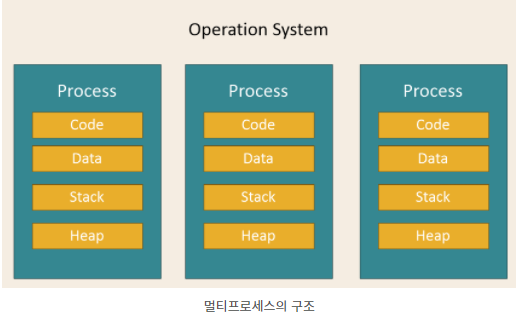 Operation System
Process Process Process
Code Code Code
Data Data Data
Stack Stack Stack
Heap Heap Heap
멀티프로세스의 구조